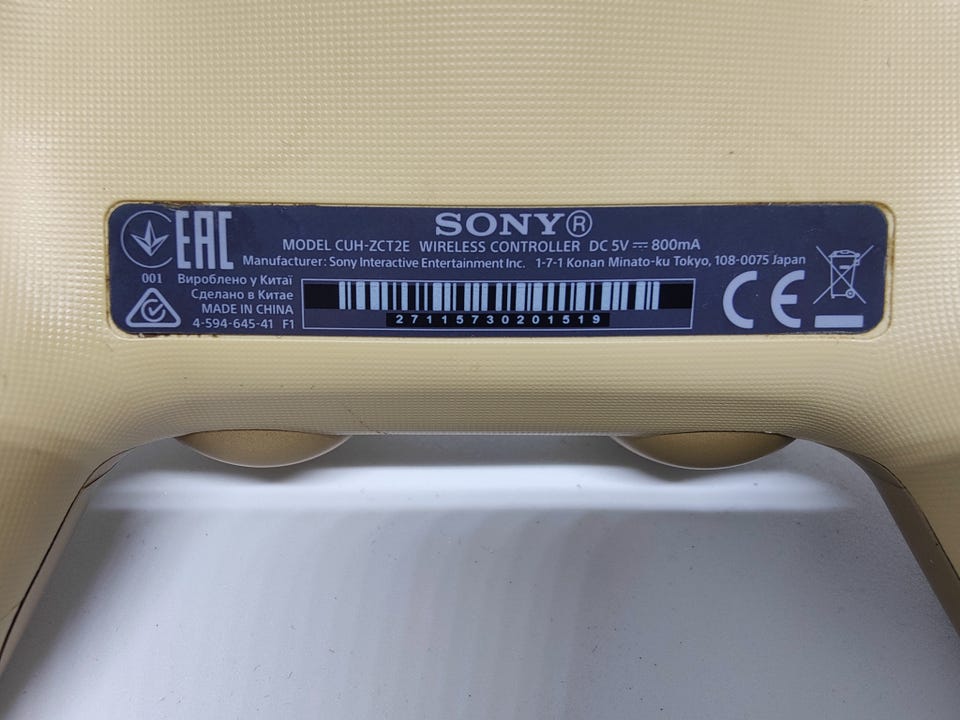 SONY®
EAC
MODEL CUH-ZCT2E WIRELESS CONTROLLER DC 5V ⎓ 800mA
Manufacturer: Sony Interactive Entertainment Inc. 1-7-1 Konan Minato-ku Tokyo, 108-0075 Japan
001 Вироблено у Китаї
Сделано в Китае
MADE IN CHINA
4-594-645-41 F1
27115730201519
CE